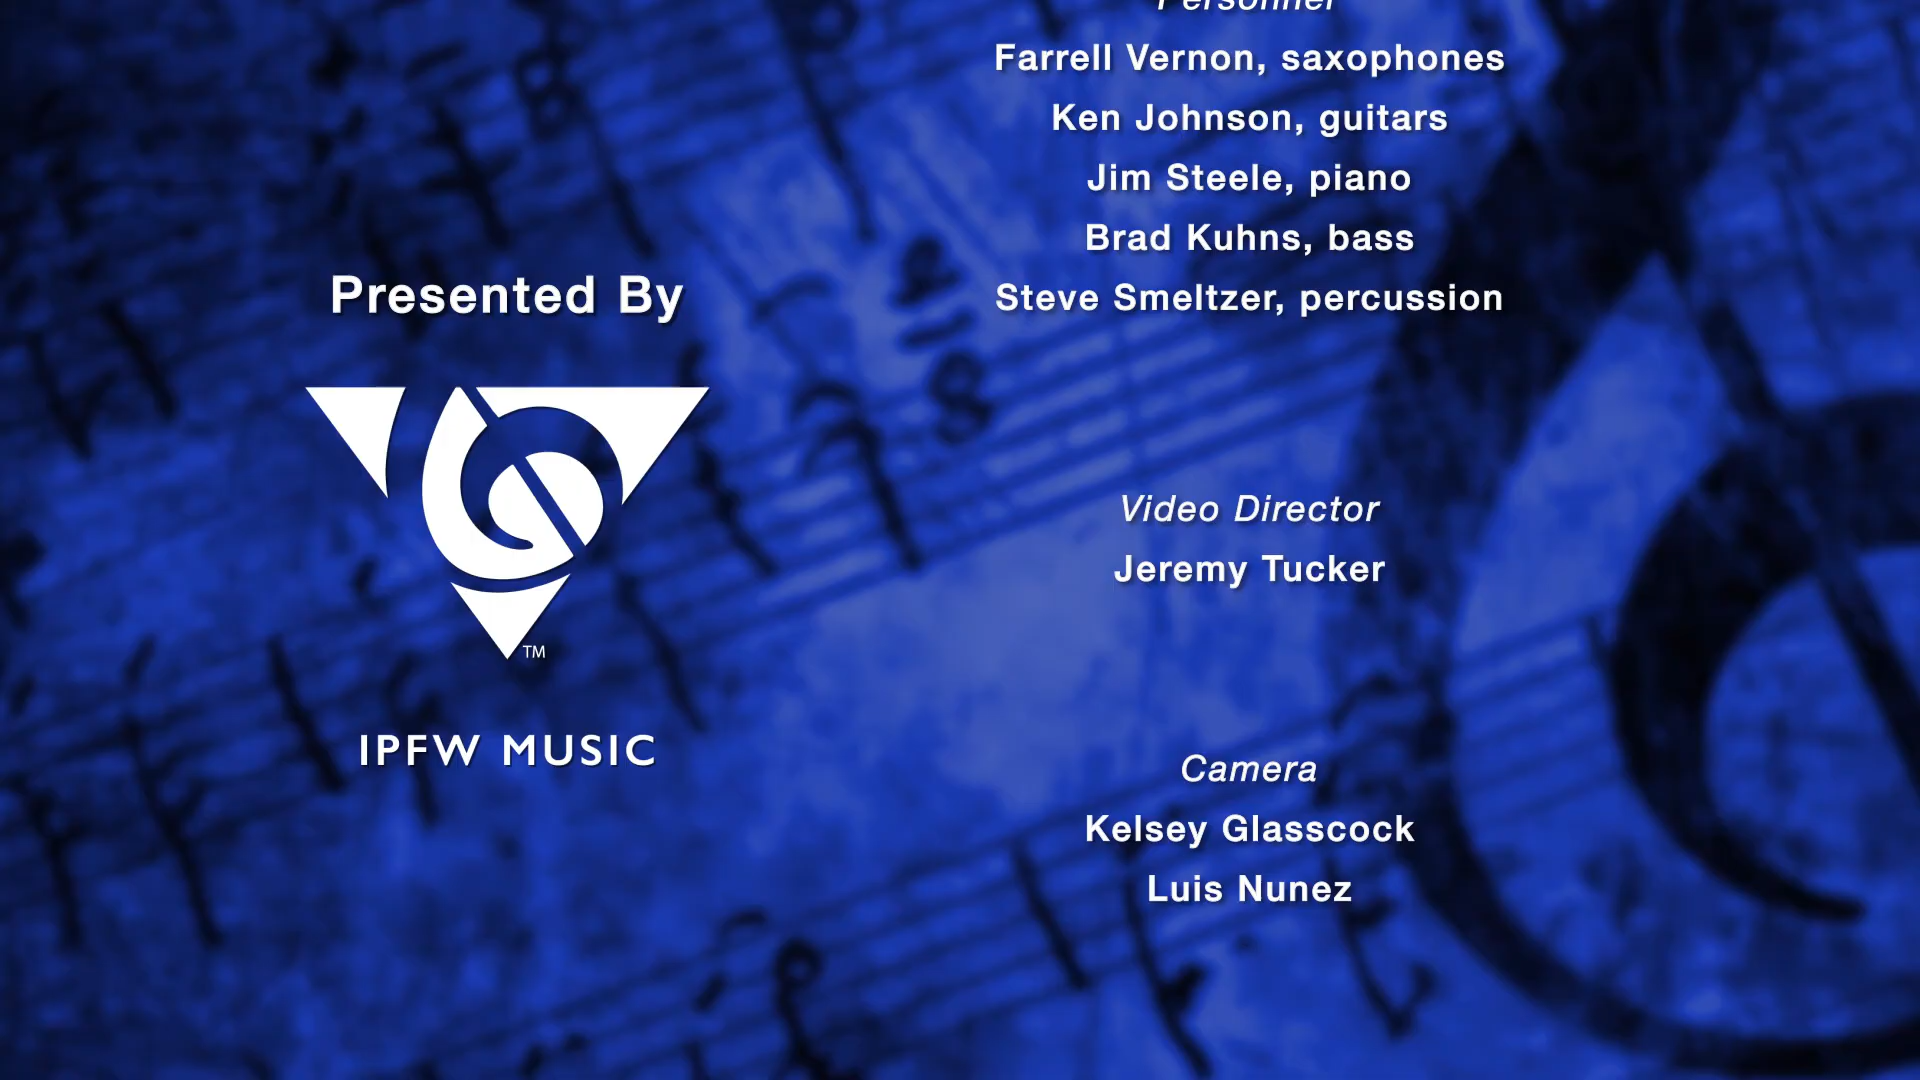 Presented By
TM
IPFW MUSIC
Personnel
Farrell Vernon, saxophones
Ken Johnson, guitars
Jim Steele, piano
Brad Kuhns, bass
Steve Smeltzer, percussion
Video Director
Jeremy Tucker
Camera
Kelsey Glasscock
Luis Nunez